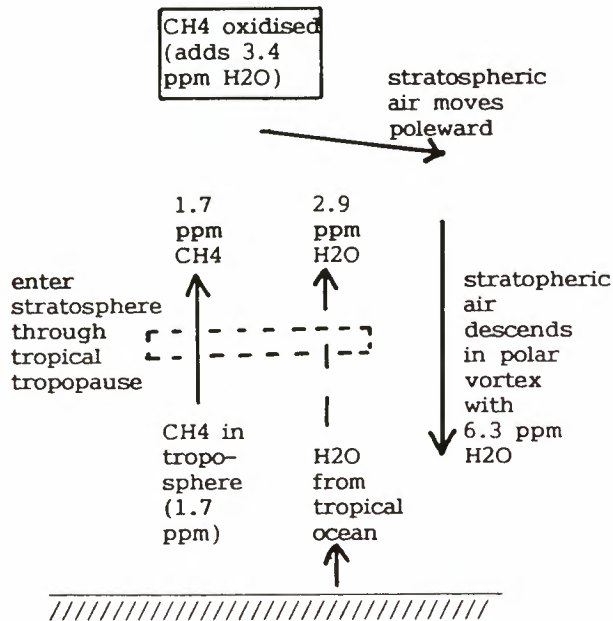 CH4 oxidised
(adds 3.4
ppm H2O)
stratospheric
air moves
poleward
1.7
ppm
CH4
2.9
ppm
H2O
enter
stratosphere
through
tropical
tropopause
stratopheric
air
descends
in polar
vortex
with
6.3 ppm
H2O
CH4 in
tropo-
sphere
(1.7
ppm)
H2O
from
tropical
ocean